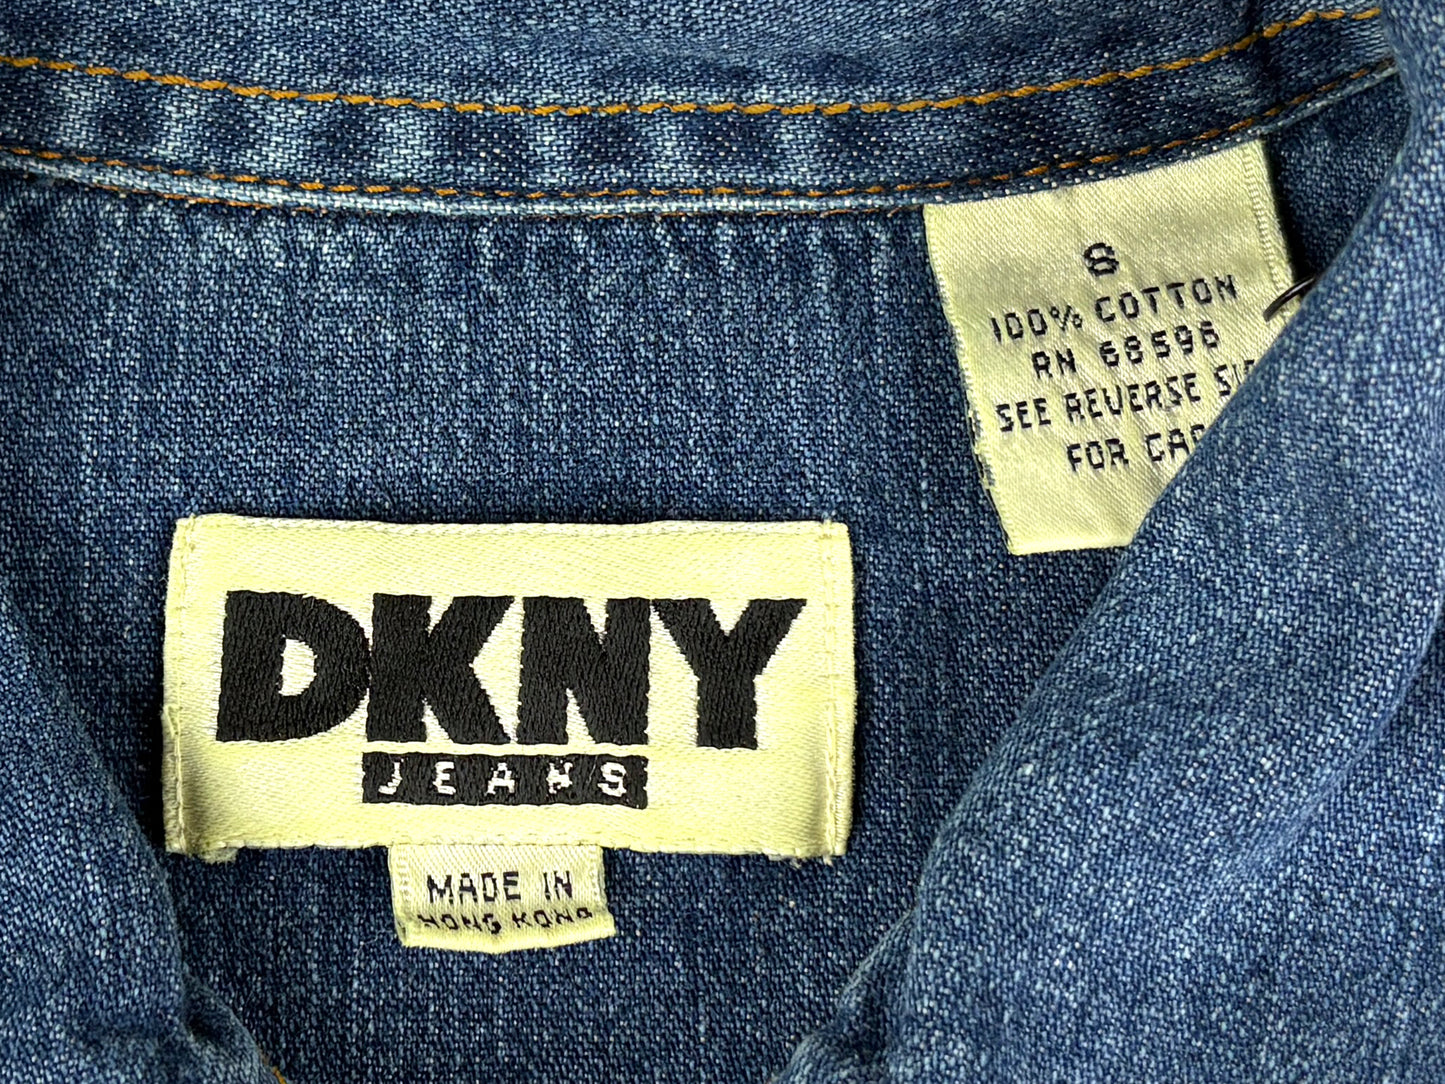 S
100% COTTON
RN 68596
SEE REVERSE
FOR
DKNY
JEANS
MADE IN
HONG KONG